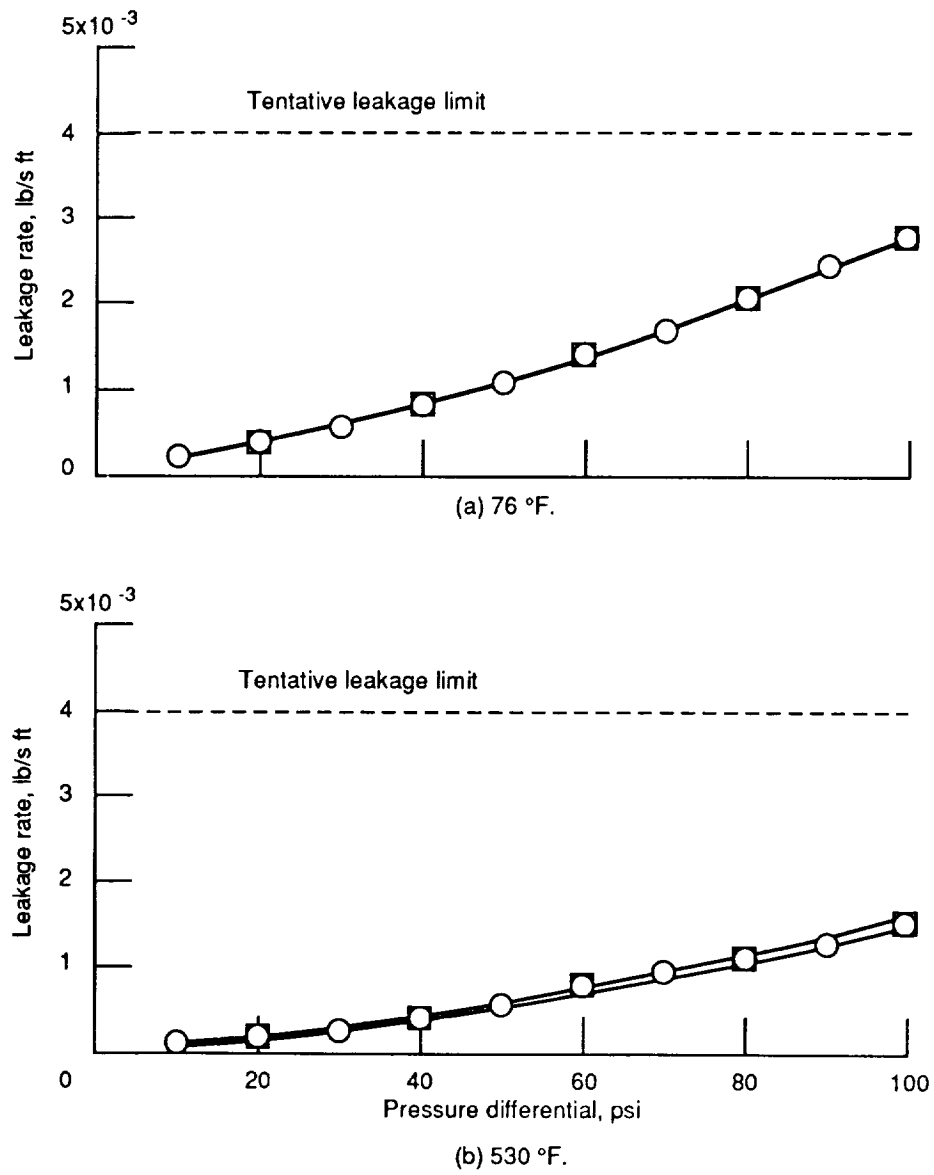 5x10 -3
Tentative leakage limit
4
3
2
1
0
Leakage rate, lb/s ft
(a) 76 °F.
5x10 -3
Tentative leakage limit
4
3
2
1
0
20
40
60
80
100
Leakage rate, lb/s ft
Pressure differential, psi
(b) 530 °F.